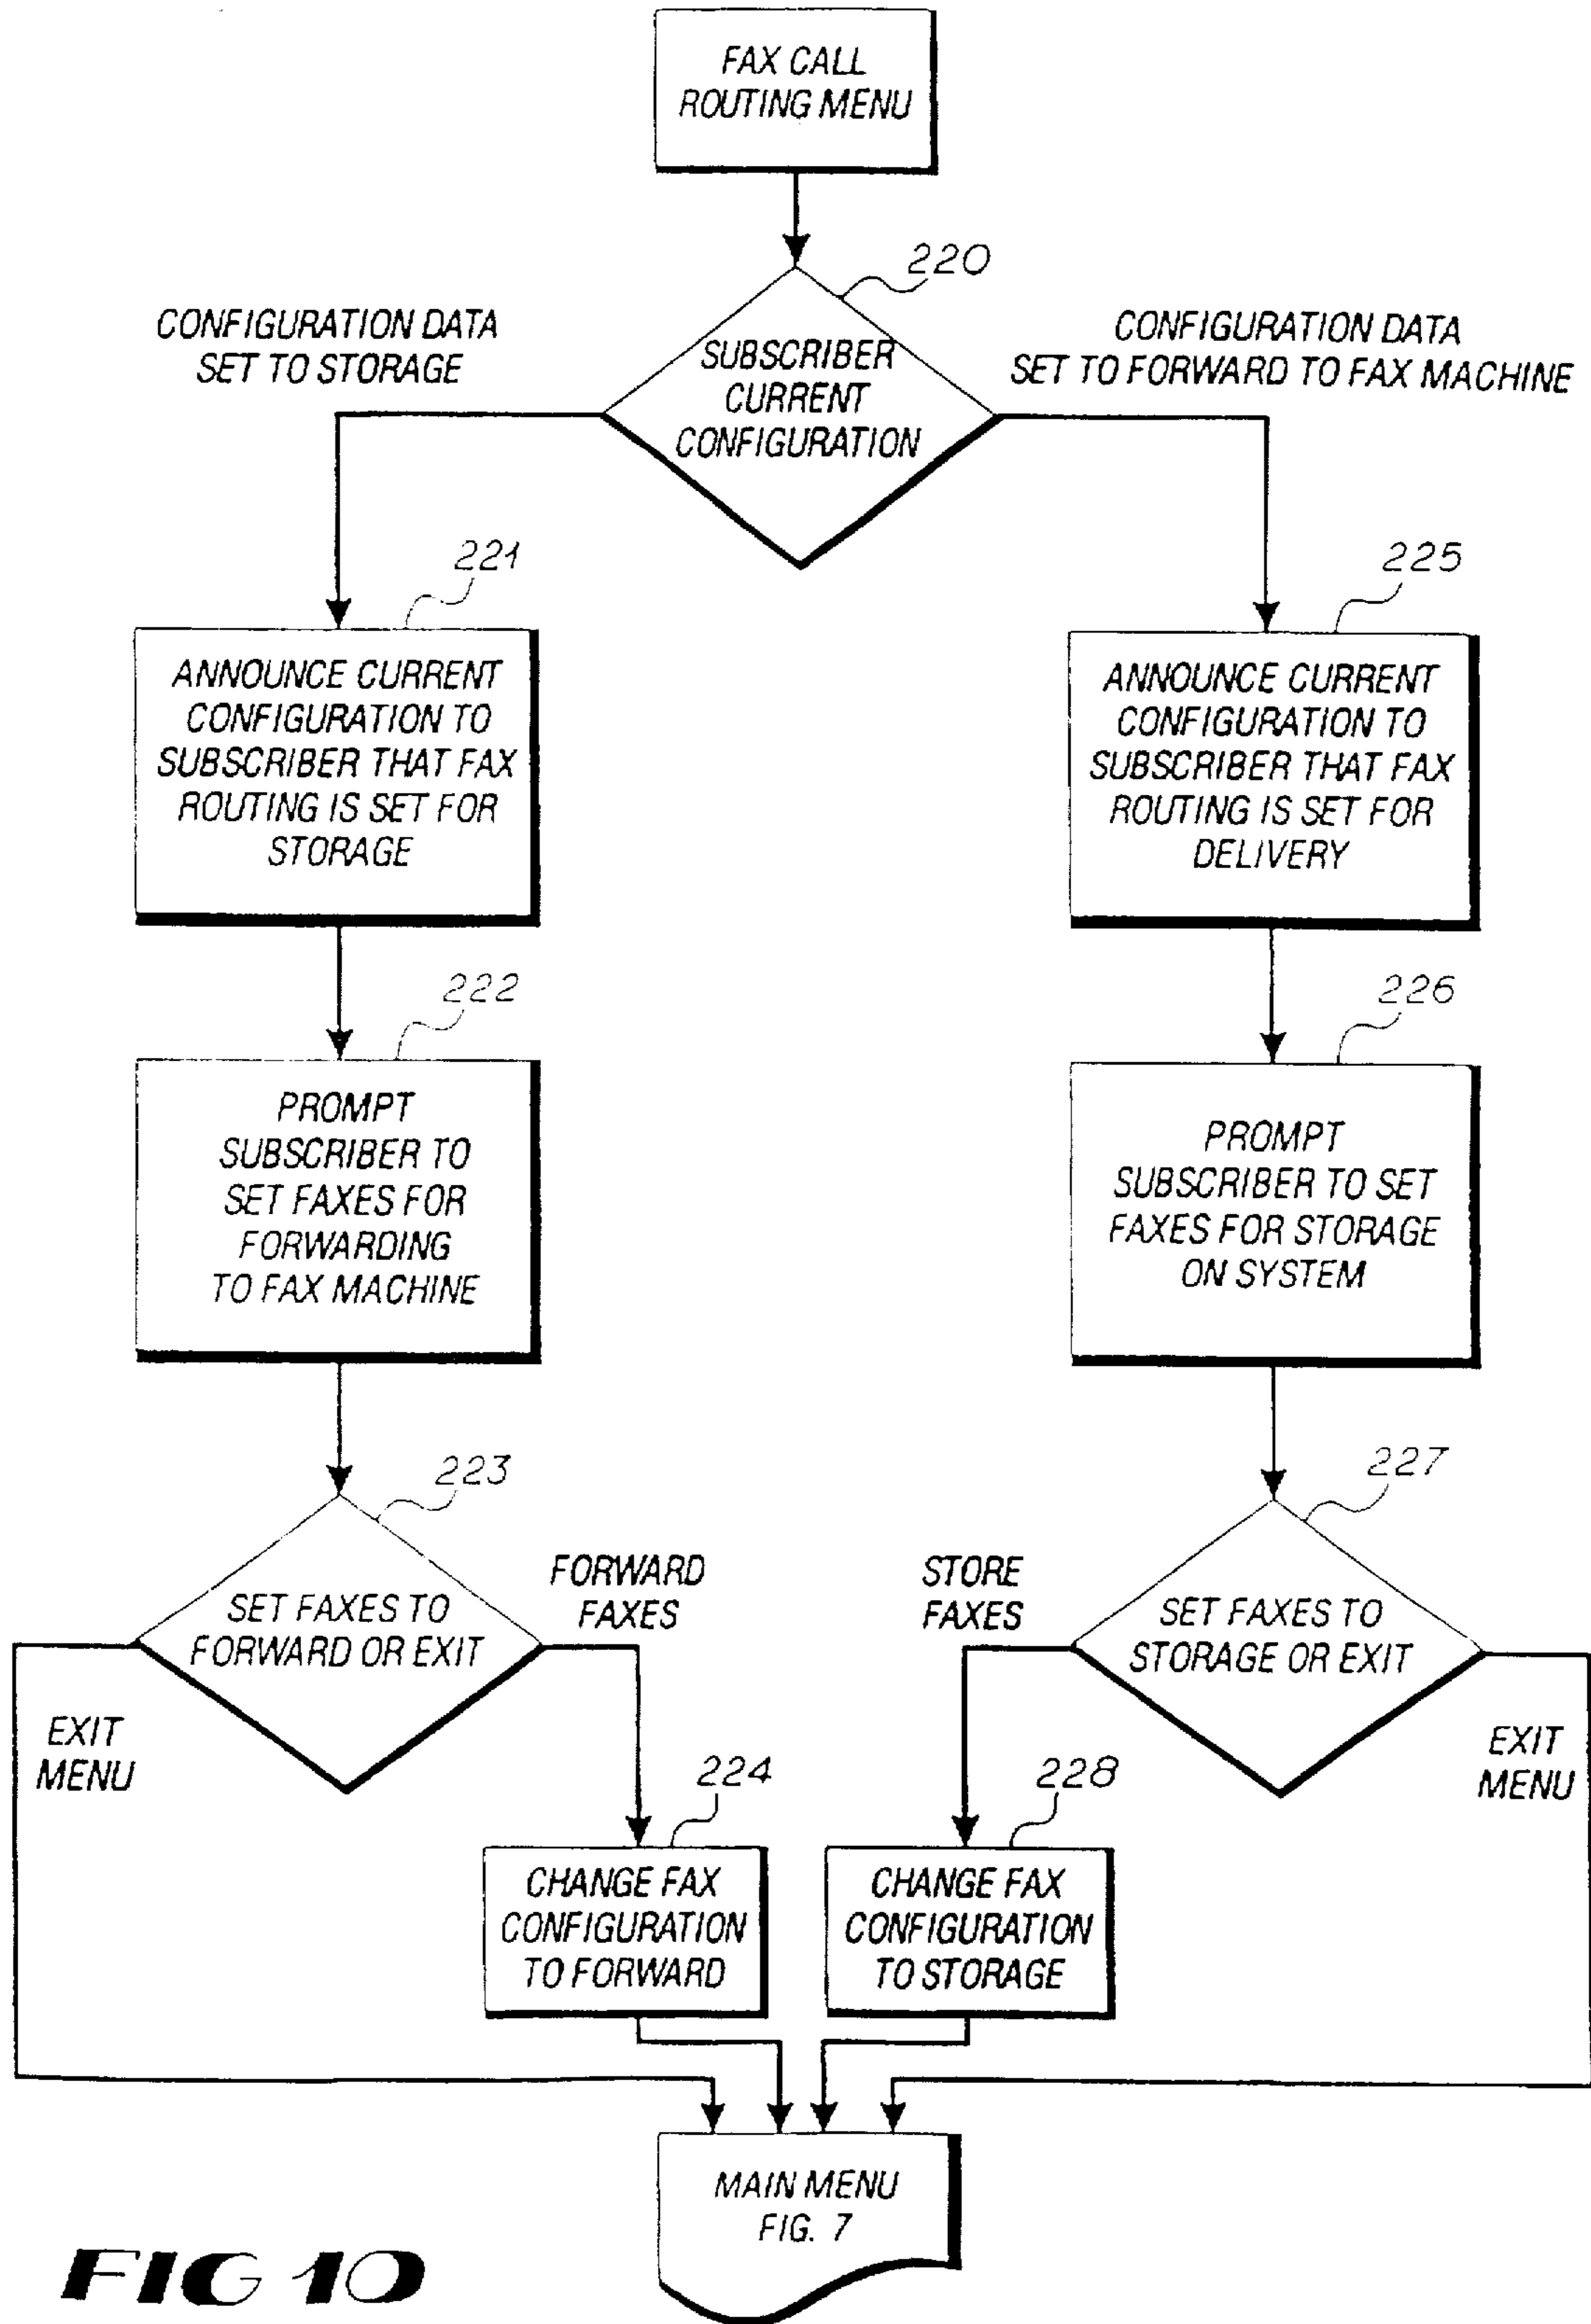 FAX CALL
ROUTING MENU
220
CONFIGURATION DATA
SET TO STORAGE
SUBSCRIBER
CURRENT
CONFIGURATION
CONFIGURATION DATA
SET TO FORWARD TO FAX MACHINE
221
ANNOUNCE CURRENT
CONFIGURATION TO
SUBSCRIBER THAT FAX
ROUTING IS SET FOR
STORAGE
225
ANNOUNCE CURRENT
CONFIGURATION TO
SUBSCRIBER THAT FAX
ROUTING IS SET FOR
DELIVERY
222
PROMPT
SUBSCRIBER TO
SET FAXES FOR
FORWARDING
TO FAX MACHINE
226
PROMPT
SUBSCRIBER TO SET
FAXES FOR STORAGE
ON SYSTEM
223
SET FAXES TO
FORWARD OR EXIT
FORWARD
FAXES
EXIT
MENU
227
STORE
FAXES
SET FAXES TO
STORAGE OR EXIT
EXIT
MENU
224
CHANGE FAX
CONFIGURATION
TO FORWARD
228
CHANGE FAX
CONFIGURATION
TO STORAGE
MAIN MENU
FIG. 7
FIG 10